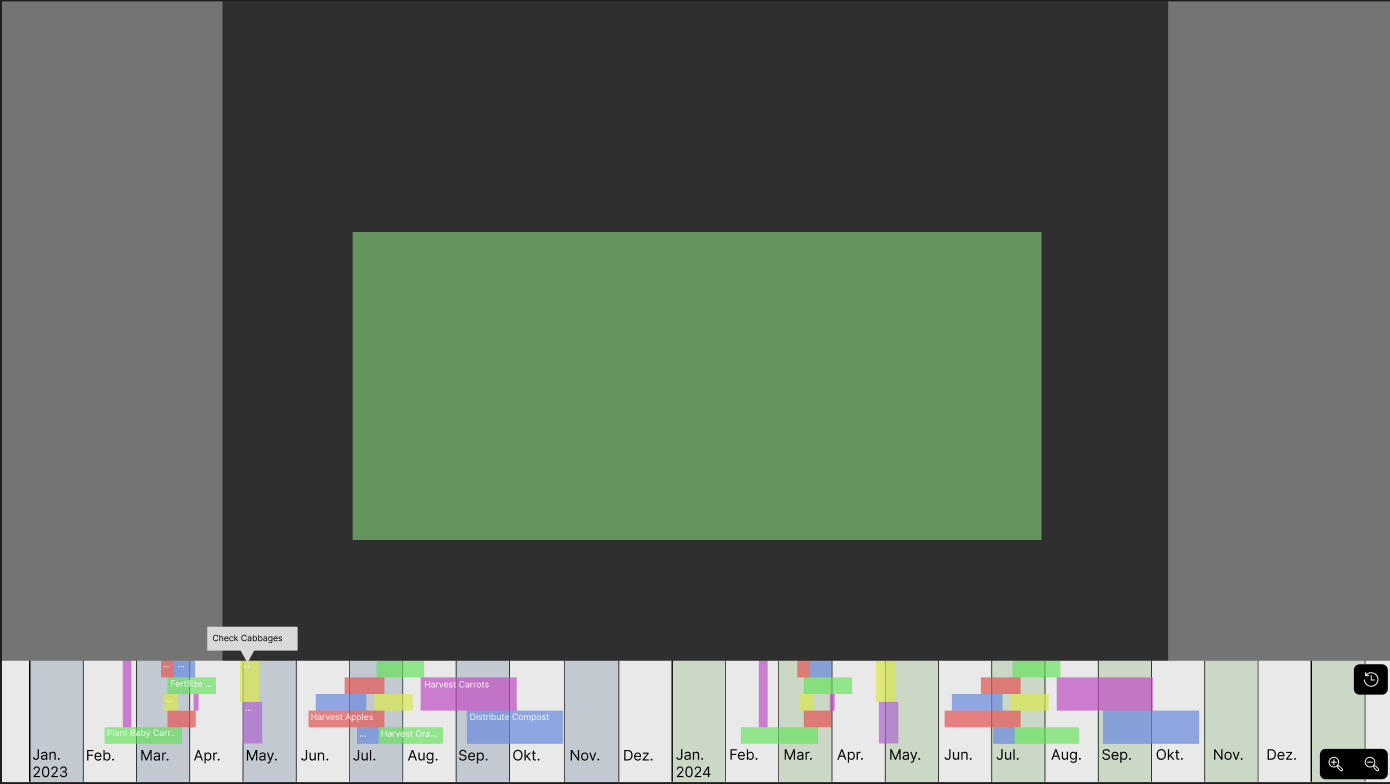 Check Cabbages
...
...
...
Fertilize ...
Harvest Carrots
...
...
Harvest Apples
Distribute Compost
Plant Baby Carr..
...
Harvest Ora...
Jan.
2023
Feb.
Mar.
Apr.
May.
Jun.
Jul.
Aug.
Sep.
Okt.
Nov.
Dez.
Jan.
2024
Feb.
Mar.
Apr.
May.
Jun.
Jul.
Aug.
Sep.
Okt.
Nov.
Dez.